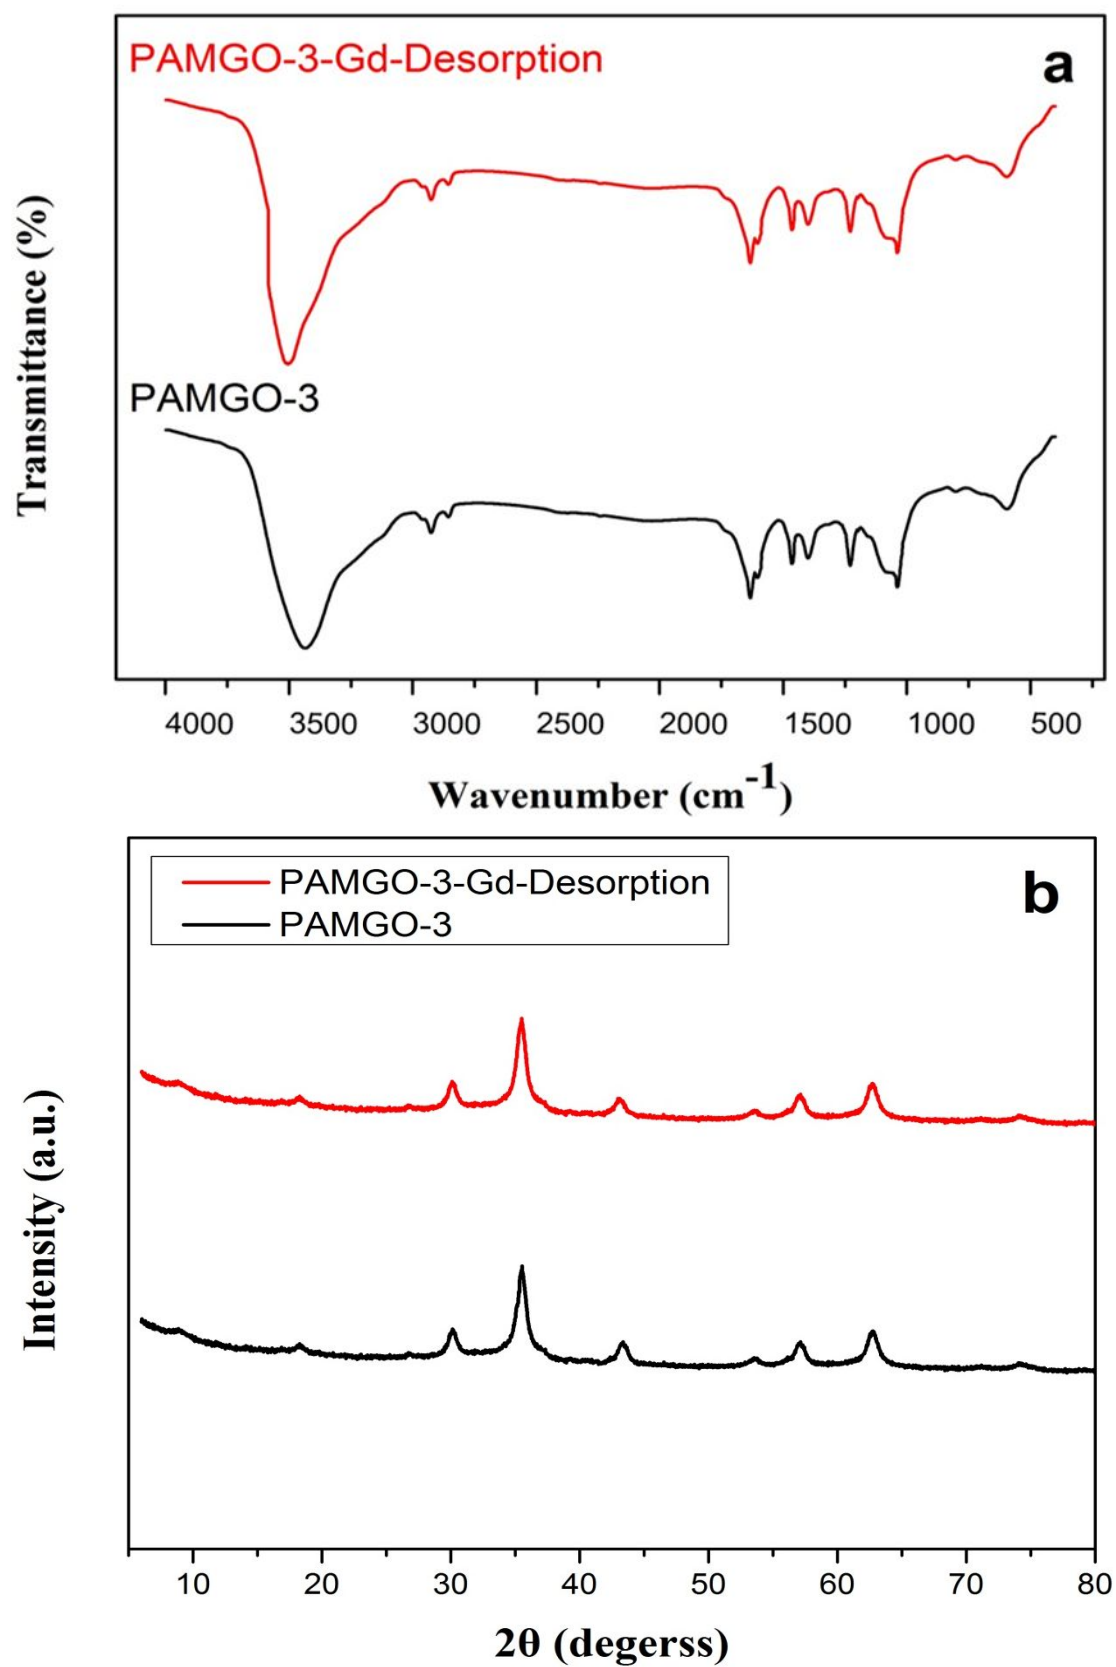 PAMGO-3-Gd-Desorption
a
PAMGO-3
Transmittance (%)
4000 3500 3000 2500 2000 1500 1000 500
Wavenumber (cm-1)
PAMGO-3-Gd-Desorption
b
PAMGO-3
Intensity (a.u.)
10 20 30 40 50 60 70 80
2θ (degerss)